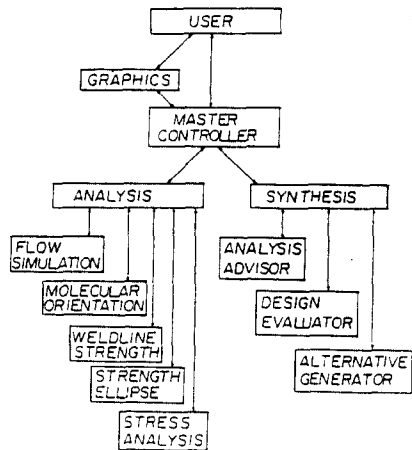 USER
GRAPHICS
MASTER
CONTROLLER
ANALYSIS
SYNTHESIS
FLOW
SIMULATION
MOLECULAR
ORIENTATION
WELDLINE
STRENGTH
STRENGTH
ELLIPSE
STRESS
ANALYSIS
ANALYSIS
ADVISOR
DESIGN
EVALUATOR
ALTERNATIVE
GENERATOR